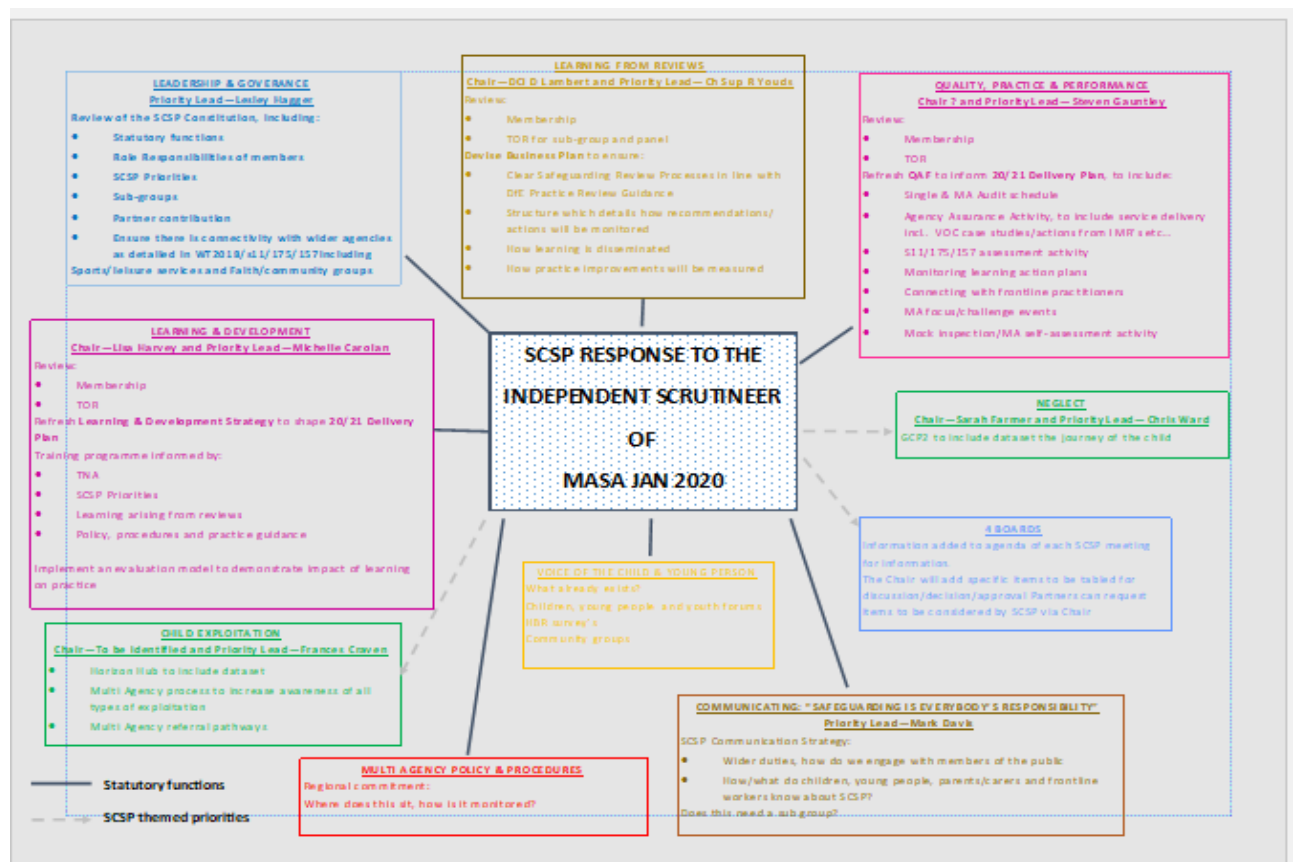 LEADERSHIP & GOVERANCE
Priority Lead—Lesley Hagger
Review of the SCSP Constitution, Including:
● Statutory functions
● Role Responsibilities of members
● SCSP Priorities
● Sub-groups
● Partner contribution
● Ensure there is connectivity with wider agencies
as detailed in WT2018/s11/175/157including
Sports/leisure services and Faith/community groups
LEARNING FROM REVIEWS
Chair—DCI D Lambert and Priority Lead—Ch Sup R Youds
Review:
● Membership
● TOR for sub-group and panel
Devise Business Plan to ensure:
● Clear Safeguarding Review Processes in line with
DfE Practice Review Guidance
● Structure which details how recommendations/
actions will be monitored
● How learning is disseminated
● How practice improvements will be measured
QUALITY, PRACTICE & PERFORMANCE
Chair ? and Priority Lead— Steven Gauntley
Review:
● Membership
● TOR
Refresh QAF to inform 20/21 Delivery Plan, to include:
● Single & MA Audit schedule
● Agency Assurance Activity, to include service delivery
incl.. VOC case studies/actions from IMR's etc..
● S11/175/157 assessment activity
● Monitoring learning action plans
● Connecting with frontline practitioners
● MA focus/challenge events
● Mock inspection/MA self-assessment activity
LEARNING & DEVELOPMENT
Chair—Lisa Harvey and Priority Lead—Michelle Carolan
Review:
● Membership
● TOR
Refresh Learning & Development Strategy to shape 20/21 Delivery
Plan
Training programme informed by:
● TNA
● SCSP Priorities
● Learning arising from reviews
● Policy, procedures and practice guidance
Implement an evaluation model to demonstrate impact of learning
on practice
SCSP RESPONSE TO THE
INDEPENDENT SCRUTINEER
OF
MASA JAN 2020
NEGLECT
Chair—Sarah Farmer and Priority Lead— Chris Ward
GCP2 to include dataset the journey of the child
4 BOARDS
Information added to agenda of each SCSP meeting
for information.
The Chair will add specific items to be tabled for
discussion/decision/approval Partners can request
items to be considered by SCSP via Chair
VOICE OF THE CHILD & YOUNG PERSON
What already exists?
Children, young people and youth forums
HBR survey's
Community groups
CHILD EXPLOITATION
Chair—To be Identified and Priority Lead—Frances Craven
● Horizon Hub to include dataset
● Multi Agency process to increase awareness of all
types of exploitation
● Multi Agency referral pathways
COMMUNICATING: "SAFEGUARDING IS EVERYBODY'S RESPONSIBILITY"
Priority Lead—Mark Davis
SCSP Communication Strategy:
● Wider duties, how do we engage with members of the public
● How/what do children, young people, parents/carers and frontline
workers know about SCSP?
Does this need a sub group?
MULTI AGENCY POLICY & PROCEDURES
Regional commitment:
Where does this sit, how is it monitored?
Statutory functions
SCSP themed priorities